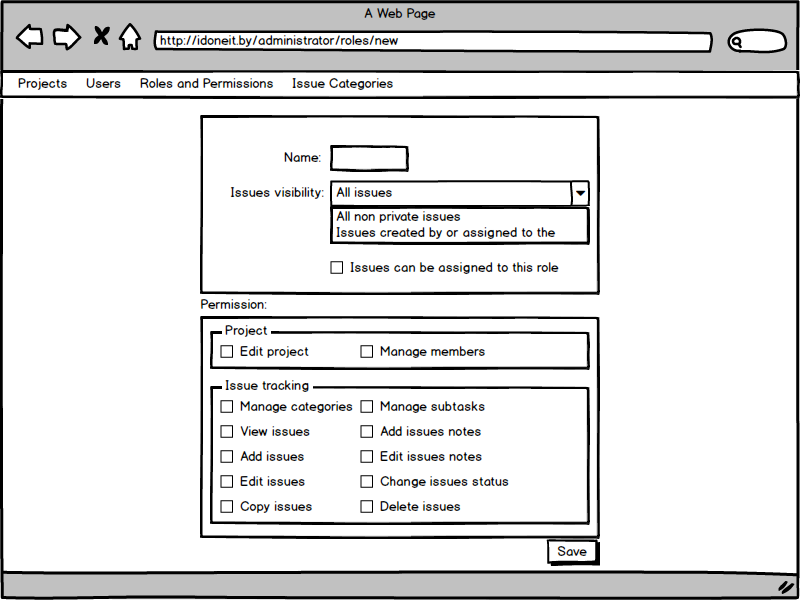 A Web Page
http://idoneit.by/administrator/roles/new
Projects Users Roles and Permissions Issue Categories
Name:
Issues visibility: All issues
All non private issues
Issues created by or assigned to the
Issues can be assigned to this role
Permission:
Project
Edit project Manage members
Issue tracking
Manage categories Manage subtasks
View issues Add issues notes
Add issues Edit issues notes
Edit issues Change issues status
Copy issues Delete issues
Save